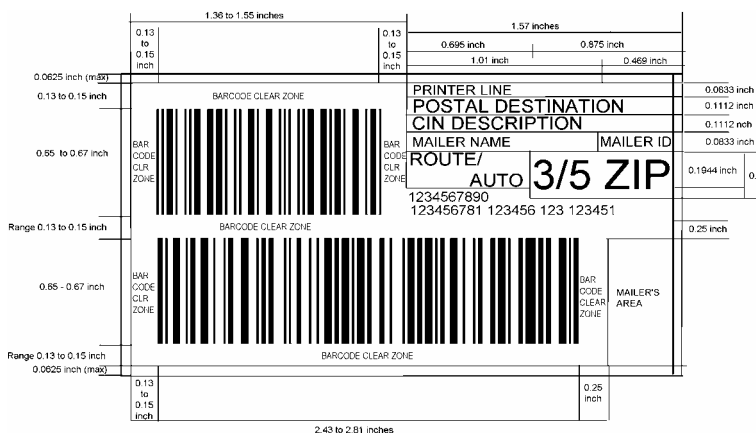 1.36 to 1.55 inches
1.57 inches
0.13
to
0.15
inch
0.13
to
0.15
inch
0.695 inch
0.875 inch
1.01 inch
0.469 inch
0.0625 inch (max)
0.13 to 0.15 inch
BARCODE CLEAR ZONE
PRINTER LINE
0.0833 inch
POSTAL DESTINATION
0.1112 inch
CIN DESCRIPTION
0.1112 nch
MAILER NAME
MAILER ID
0.0833 inch
0.65 to 0.67 inch
BAR
CODE
CLR
ZONE
BAR
CODE
CLR
ZONE
ROUTE/
AUTO
3/5 ZIP
0.1944 inch
0.
1234567890
123456781 123456 123 123451
Range 0.13 to 0.15 inch
BARCODE CLEAR ZONE
0.25 inch
0.65 - 0.67 inch
BAR
CODE
CLR
ZONE
BAR
CODE
CLEAR
ZONE
MAILER'S
AREA
Range 0.13 to 0.15 inch
BARCODE CLEAR ZONE
0.0625 inch (max)
0.13
to
0.15
inch
0.25
inch
2.43 to 2.81 inches